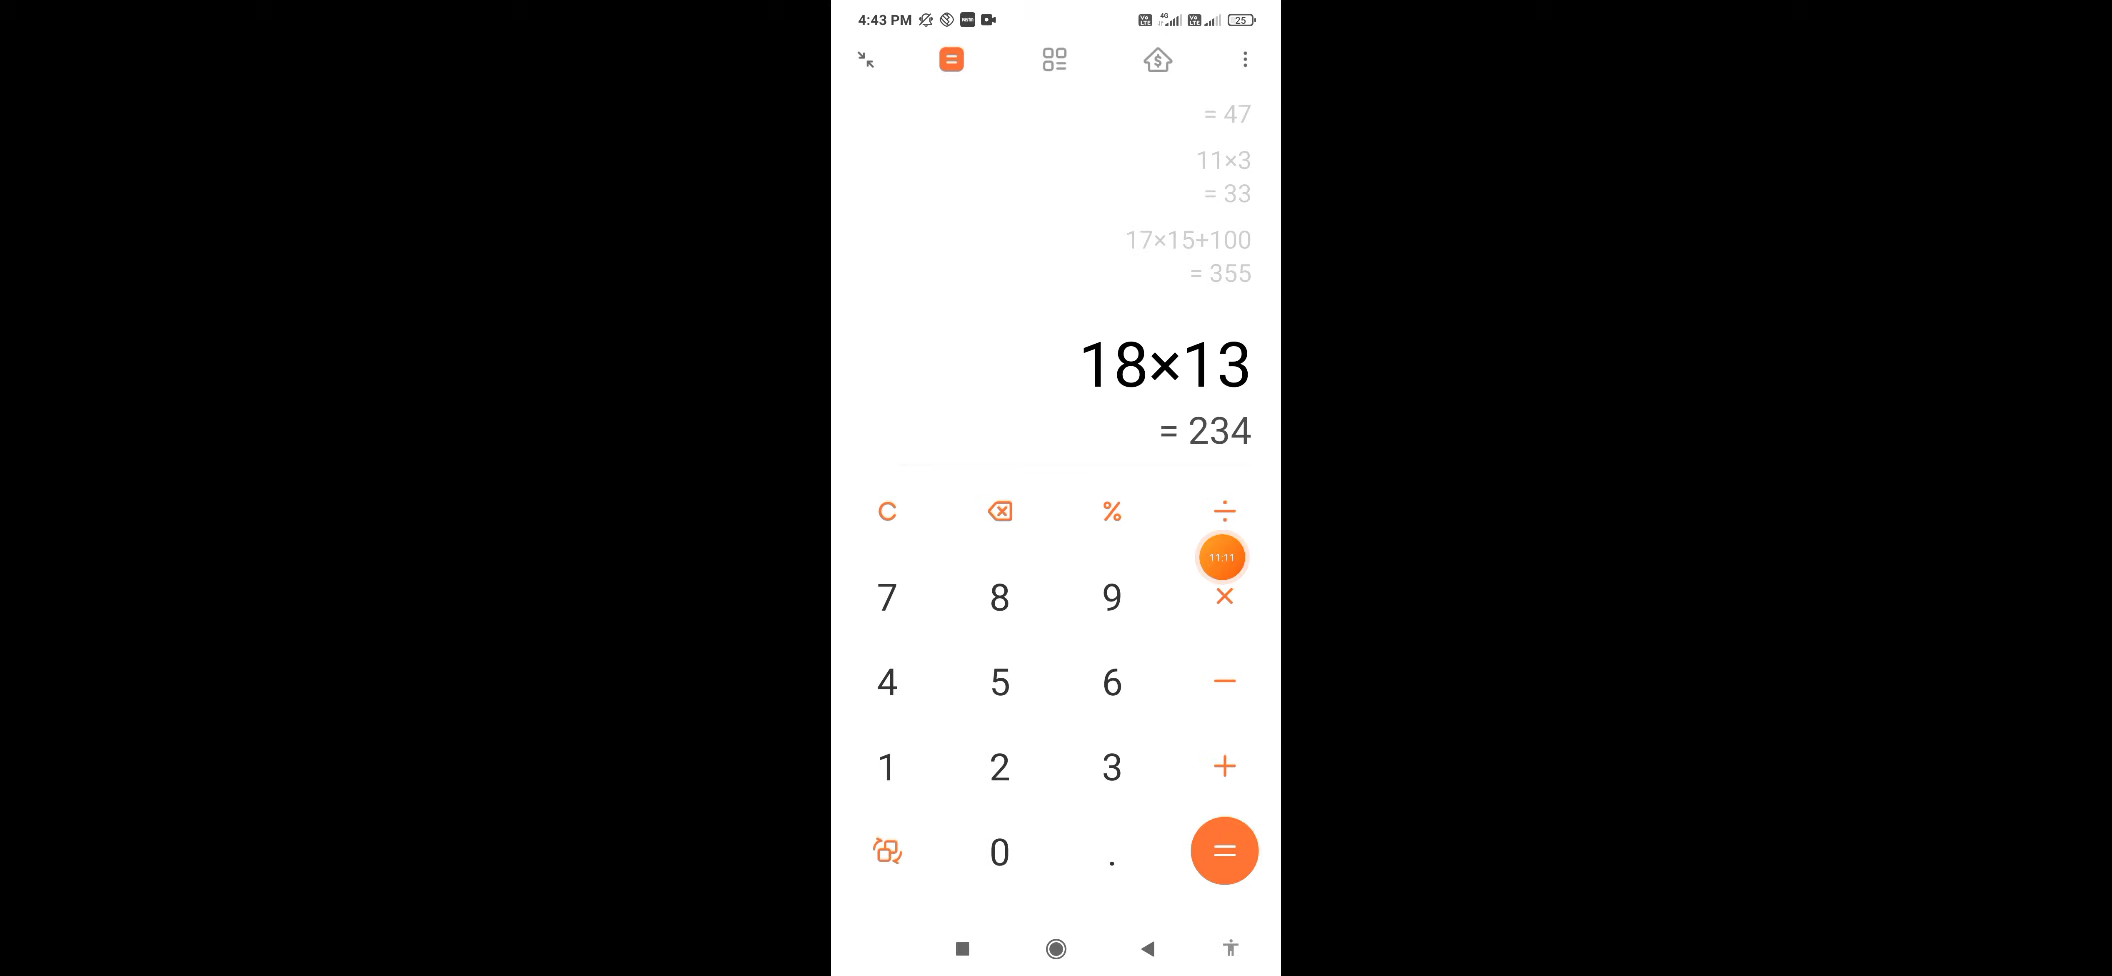 4:43 PM 4G 25
= 47
11×3
= 33
17×15+100
= 355
18×13
= 234
C % ÷
11:11
7 8 9 ×
4 5 6 −
1 2 3 +
0 . =